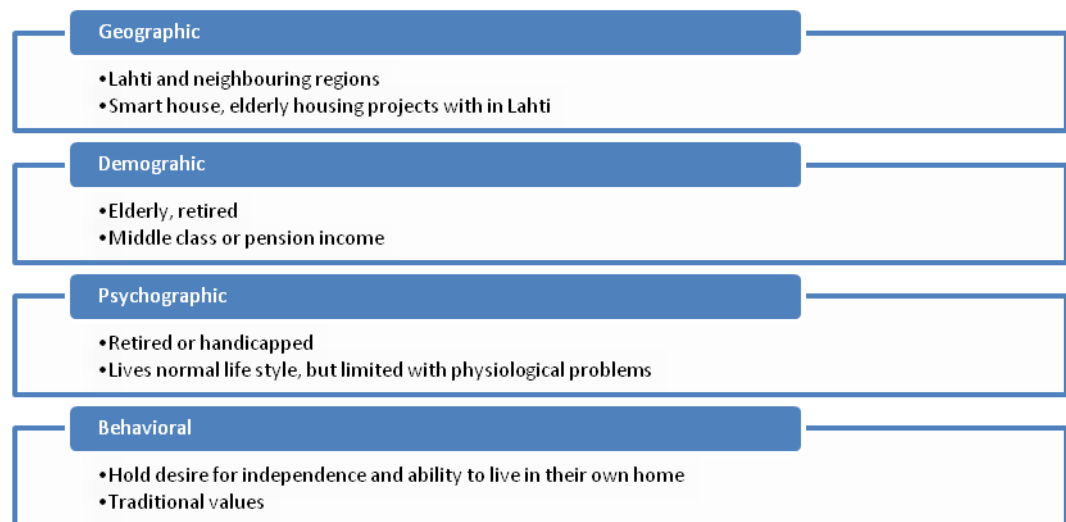 Geographic
•Lahti and neighbouring regions
•Smart house, elderly housing projects with in Lahti
Demograhic
•Elderly, retired
•Middle class or pension income
Psychographic
•Retired or handicapped
•Lives normal life style, but limited with physiological problems
Behavioral
•Hold desire for independence and ability to live in their own home
•Traditional values